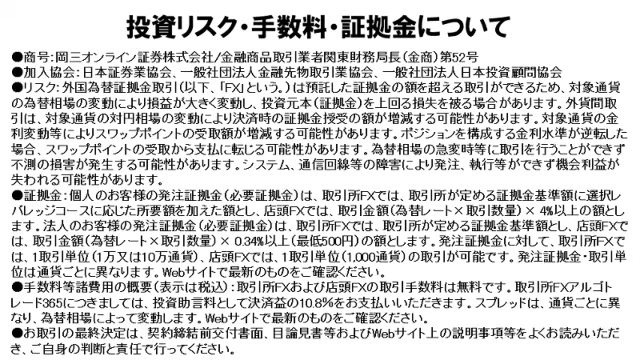 投資リスク・手数料・証拠金について
●商号：岡三オンライン証券株式会社/金融商品取引業者関東財務局長（金商）第52号
●加入協会：日本証券業協会、一般社団法人金融先物取引業協会、一般社団法人日本投資顧問協会
●リスク：外国為替証拠金取引（以下、「FX」という。）は預託した証拠金の額を超える取引ができるため、対象通貨
の為替相場の変動により損益が大きく変動し、投資元本（証拠金）を上回る損失を被る場合があります。外貨間取
引は、対象通貨の対円相場の変動により決済時の証拠金授受の額が増減する可能性があります。対象通貨の金
利変動等によりスワップポイントの受取額が増減する可能性があります。ポジションを構成する金利水準が逆転した
場合、スワップポイントの受取から支払に転じる可能性があります。為替相場の急変時等に取引を行うことができず
不測の損害が発生する可能性があります。システム、通信回線等の障害により発注、執行等ができず機会利益が
失われる可能性があります。
●証拠金：個人のお客様の発注証拠金（必要証拠金）は、取引所FXでは、取引所が定める証拠金基準額に選択レ
バレッジコースに応じた所要額を加えた額とし、店頭FXでは、取引金額（為替レート×取引数量）× 4%以上の額とし
ます。法人のお客様の発注証拠金（必要証拠金）は、取引所FXでは、取引所が定める証拠金基準額とし、店頭FX
では、取引金額（為替レート×取引数量）× 0.34%以上（最低500円）の額とします。発注証拠金に対して、取引所FXで
は、1取引単位（1万又は10万通貨）、店頭FXでは、1取引単位（1,000通貨）の取引が可能です。発注証拠金・取引単
位は通貨ごとに異なります。Webサイトで最新のものをご確認ください。
●手数料等諸費用の概要（表示は税込）：取引所FXおよび店頭FXの取引手数料は無料です。取引所FXアルゴト
レード365につきましては、投資助言料として決済益の10.8%をお支払いいただきます。スプレッドは、通貨ごとに異
なり、為替相場によって変動します。Webサイトで最新のものをご確認ください。
●お取引の最終決定は、契約締結前交付書面、目論見書等およびWebサイト上の説明事項等をよくお読みいただ
き、ご自身の判断と責任で行ってください。